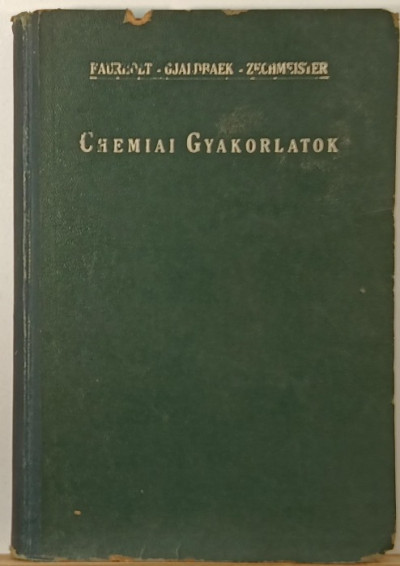 FAURHOLT - GJALDBAEK - ZECHMEISTER
CHEMIAI GYAKORLATOK